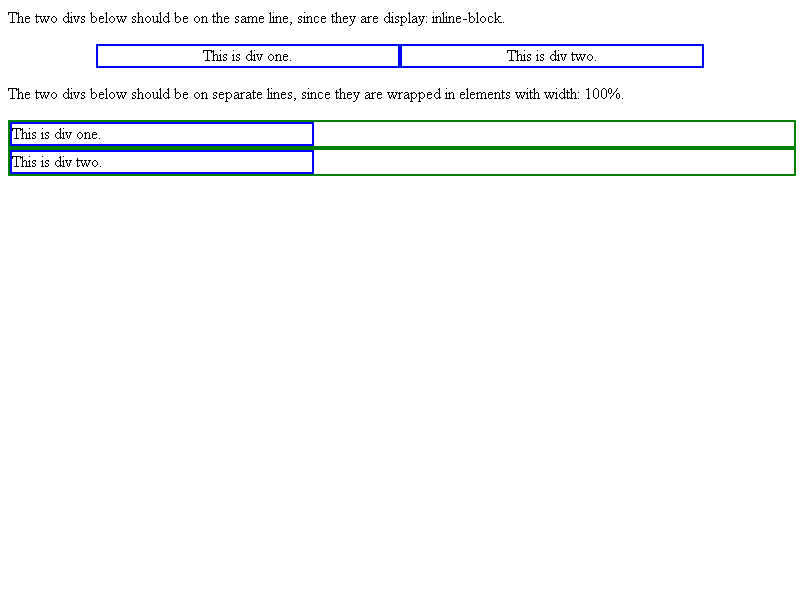 The two divs below should be on the same line, since they are display: inline-block.
This is div one. This is div two.
The two divs below should be on separate lines, since they are wrapped in elements with width: 100%.
This is div one.
This is div two.